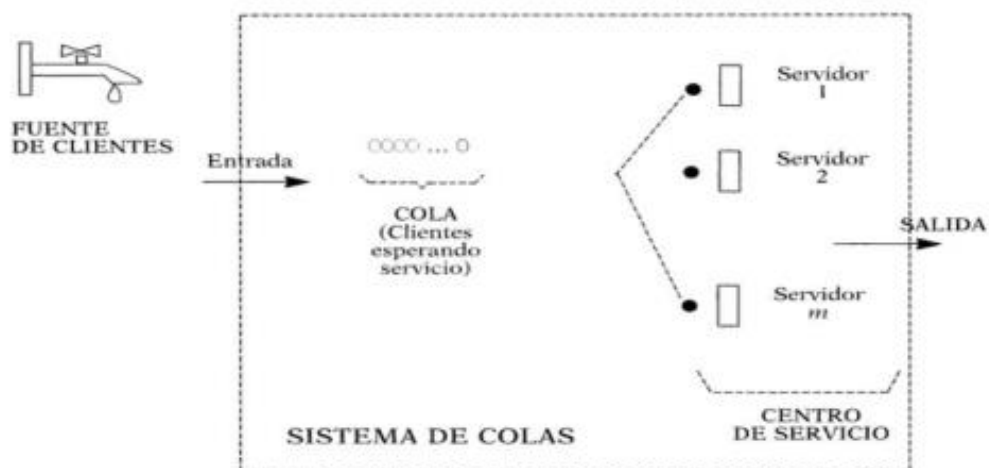 FUENTE
DE CLIENTES
Entrada
OOOO ... O
COLA
(Clientes
esperando
servicio)
Servidor
1
Servidor
2
Servidor
m
SALIDA
CENTRO
DE SERVICIO
SISTEMA DE COLAS